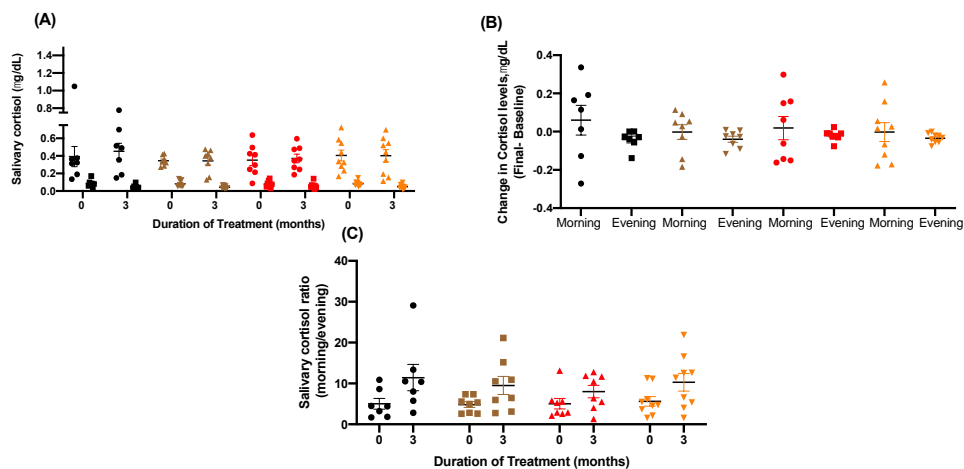 (A)
Salivary cortisol (mg/dL)
1.4
1.2
1.0
0.8
0.6
0.4
0.2
0.0
0 3 0 3 0 3 0 3
Duration of Treatment (months)
(B)
Change in Cortisol levels,mg/dL
(Final- Baseline)
0.4
0.2
0.0
-0.2
-0.4
Morning Evening Morning Evening Morning Evening Morning Evening
(C)
Salivary cortisol ratio
(morning/evening)
40
30
20
10
0
0 3 0 3 0 3 0 3
Duration of Treatment (months)